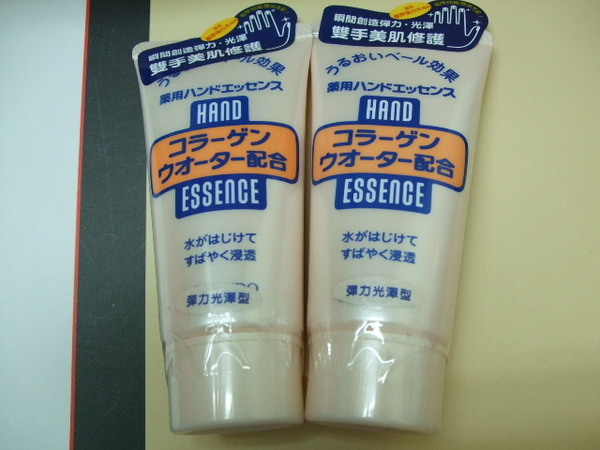 瞬間創造彈力・光澤
雙手美肌修護
うるおいベール効果
薬用ハンドエッセンス
HAND
コラーゲン
ウオーター配合
ESSENCE
水がはじけて
すばやく浸透
彈力光澤型
瞬間創造彈力・光澤
雙手美肌修護
うるおいベール効果
薬用ハンドエッセンス
HAND
コラーゲン
ウオーター配合
ESSENCE
水がはじけて
すばやく浸透
彈力光澤型